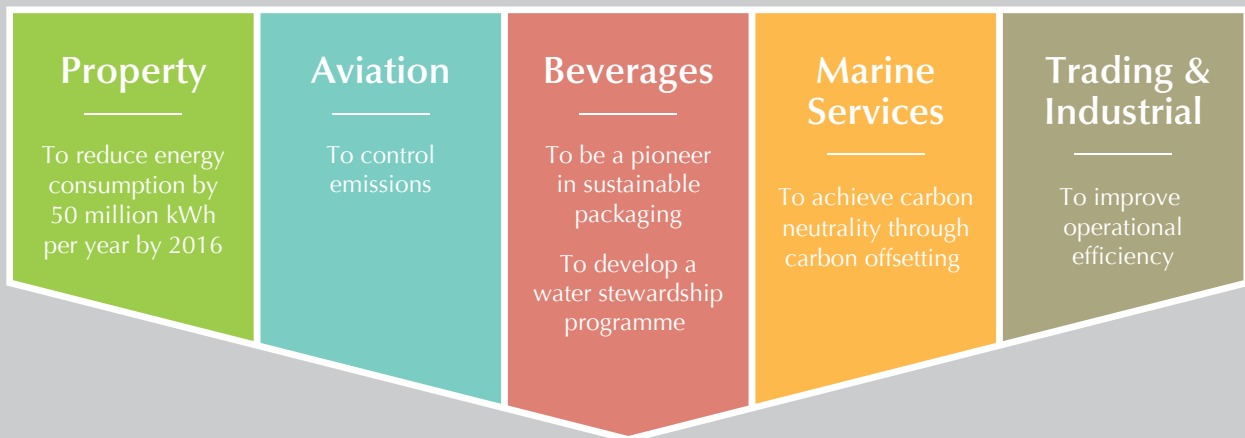 Property
To reduce energy
consumption by
50 million kWh
per year by 2016
Aviation
To control
emissions
Beverages
To be a pioneer
in sustainable
packaging
To develop a
water stewardship
programme
Marine
Services
To achieve carbon
neutrality through
carbon offsetting
Trading &
Industrial
To improve
operational
efficiency